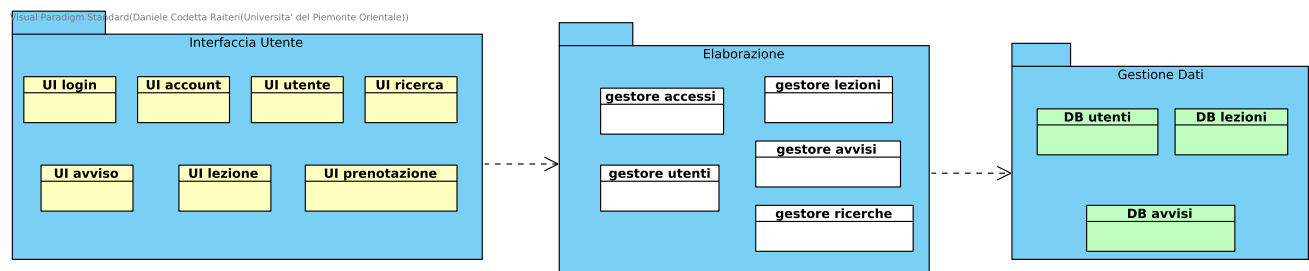 Visual Paradigm Standard(Daniele Codetta Raiteri(Universita' del Piemonte Orientale))
Interfaccia Utente
UI login
UI account
UI utente
UI ricerca
UI avviso
UI lezione
UI prenotazione
Elaborazione
gestore accessi
gestore lezioni
gestore avvisi
gestore utenti
gestore ricerche
Gestione Dati
DB utenti
DB lezioni
DB avvisi